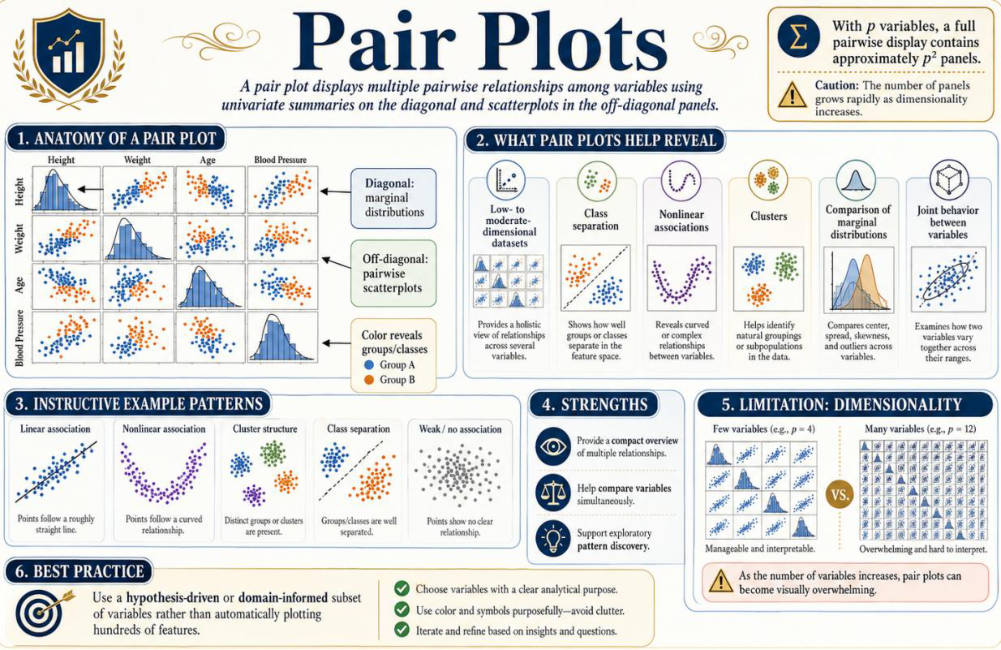 Pair Plots
A pair plot displays multiple pairwise relationships among variables using
univariate summaries on the diagonal and scatterplots in the off-diagonal panels.
Σ
With p variables, a full
pairwise display contains
approximately p² panels.
Caution: The number of panels
grows rapidly as dimensionality
increases.
1. ANATOMY OF A PAIR PLOT
Height
Weight
Age
Blood Pressure
Height
Weight
Age
Blood Pressure
Diagonal:
marginal
distributions
Off-diagonal:
pairwise
scatterplots
Color reveals
groups/classes
Group A
Group B
2. WHAT PAIR PLOTS HELP REVEAL
Low- to
moderate-
dimensional
datasets
Provides a holistic
view of relationships
across several
variables.
Class
separation
Shows how well
groups or classes
separate in the
feature space.
Nonlinear
associations
Reveals curved
or complex
relationships
between variables.
Clusters
Helps identify
natural groupings
or subpopulations
in the data.
Comparison of
marginal
distributions
Compares center,
spread, skewness,
and outliers across
variables.
Joint behavior
between
variables
Examines how two
variables vary
together across
their ranges.
3. INSTRUCTIVE EXAMPLE PATTERNS
Linear association
Points follow a roughly
straight line.
Nonlinear association
Points follow a curved
relationship.
Cluster structure
Distinct groups or clusters
are present.
Class separation
Groups/classes are well
separated.
Weak / no association
Points show no clear
relationship.
4. STRENGTHS
Provide a compact overview
of multiple relationships.
Help compare variables
simultaneously.
Support exploratory
pattern discovery.
5. LIMITATION: DIMENSIONALITY
Few variables (e.g., p = 4)
Manageable and interpretable.
VS.
Many variables (e.g., p = 12)
Overwhelming and hard to interpret.
As the number of variables increases, pair plots can
become visually overwhelming.
6. BEST PRACTICE
Use a hypothesis-driven or domain-informed subset
of variables rather than automatically plotting
hundreds of features.
Choose variables with a clear analytical purpose.
Use color and symbols purposefully—avoid clutter.
Iterate and refine based on insights and questions.